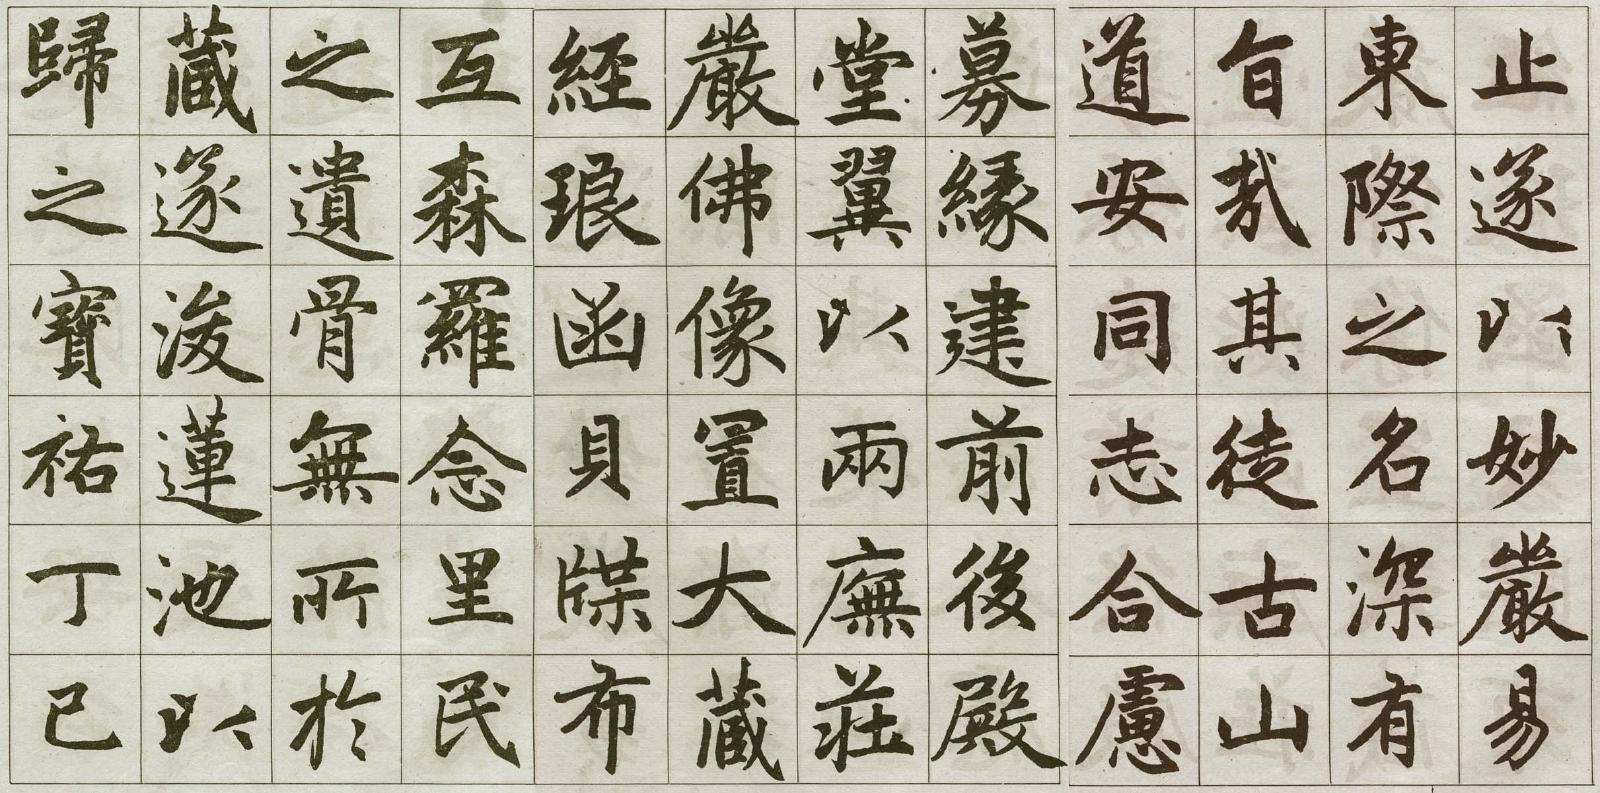 止遂以妙嚴易
東際之名深有
旨哉其徒古山
道安同志合慮
募緣建前後殿
堂翼以兩廡莊
嚴佛像置大藏
經琅函貝牒布
互森羅念里民
之遺骨無所於
藏遂浚蓮池以
歸之寶祐丁巳